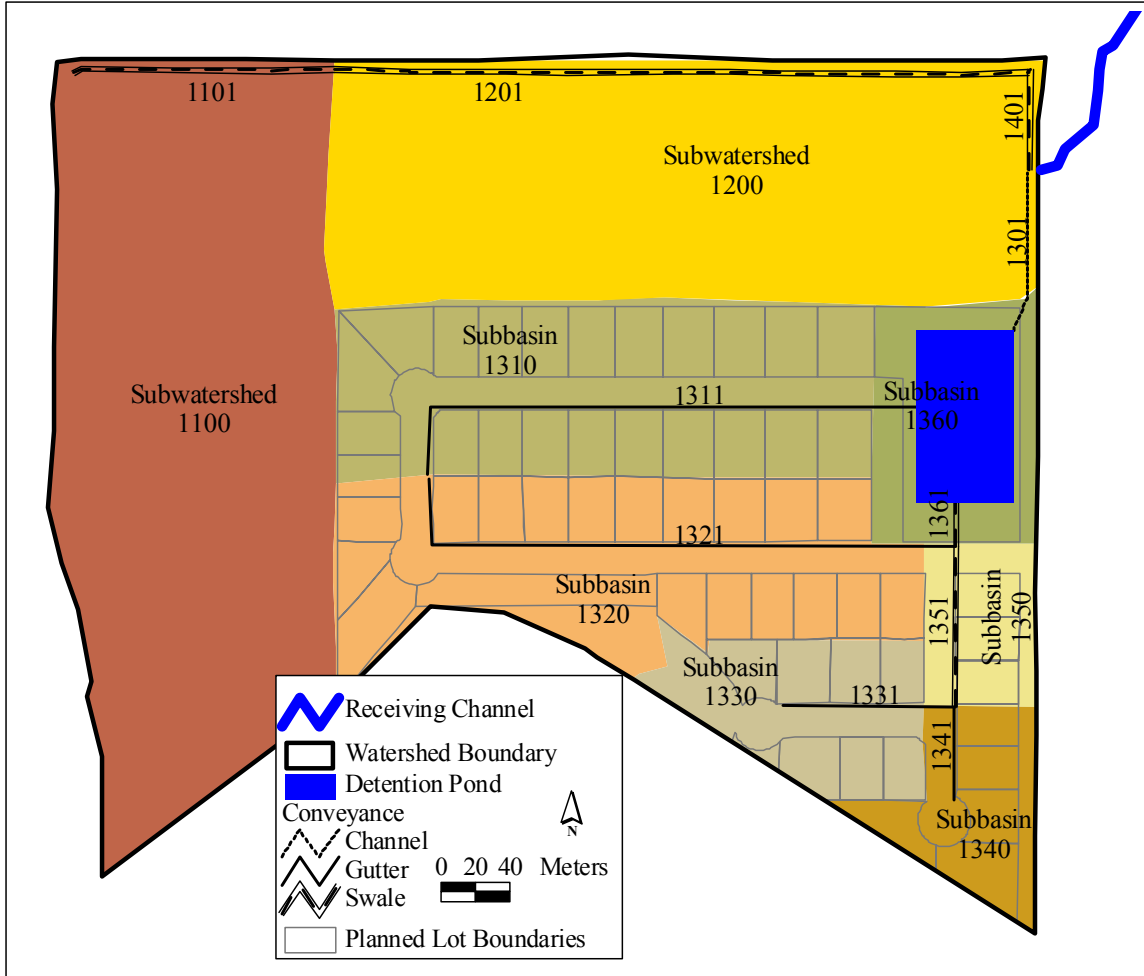 1101
1201
1401
Subwatershed
1200
1301
Subbasin
1310
Subwatershed
1100
1311
Subbasin
1360
1361
1321
Subbasin
1320
1351
Subbasin
1350
Subbasin
1330
1331
1341
Subbasin
1340
Receiving Channel
Watershed Boundary
Detention Pond
Conveyance
Channel
Gutter
Swale
Planned Lot Boundaries
N
0 20 40 Meters